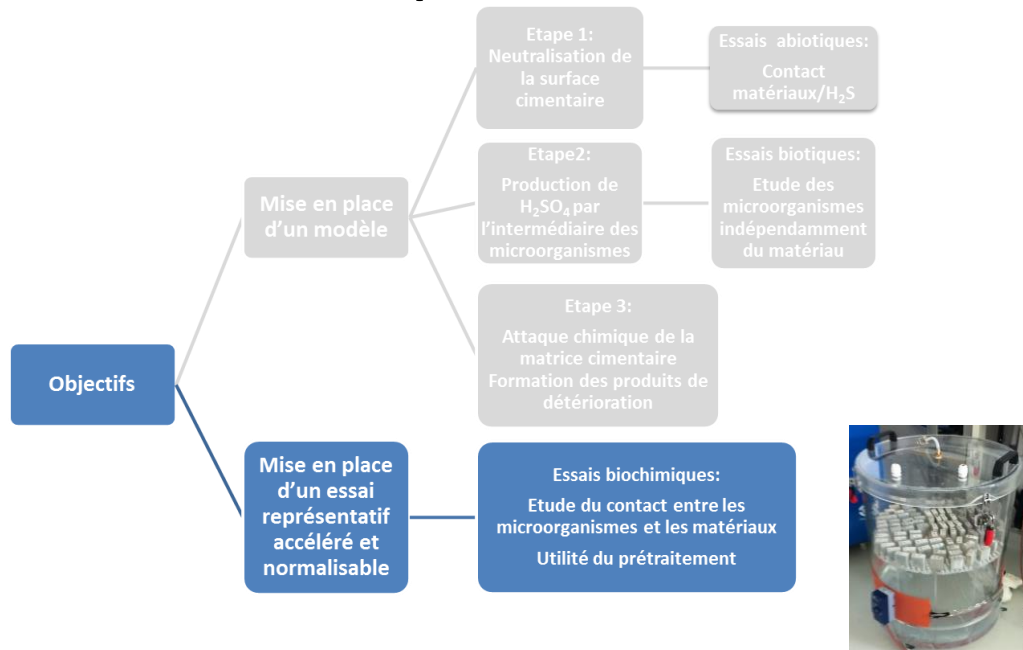 Etape 1:
Neutralisation de
la surface
cimentaire
Essais abiotiques:
Contact
matériaux/H₂S
Etape2:
Production de
H₂SO₄ par
l'intermédiaire des
microorganismes
Essais biotiques:
Etude des
microorganismes
indépendamment
du matériau
Mise en place
d'un modèle
Etape 3:
Attaque chimique de la
matrice cimentaire
Formation des produits de
détérioration
Objectifs
Mise en place
d'un essai
représentatif
accéléré et
normalisable
Essais biochimiques:
Etude du contact entre les
microorganismes et les matériaux
Utilité du prétraitement